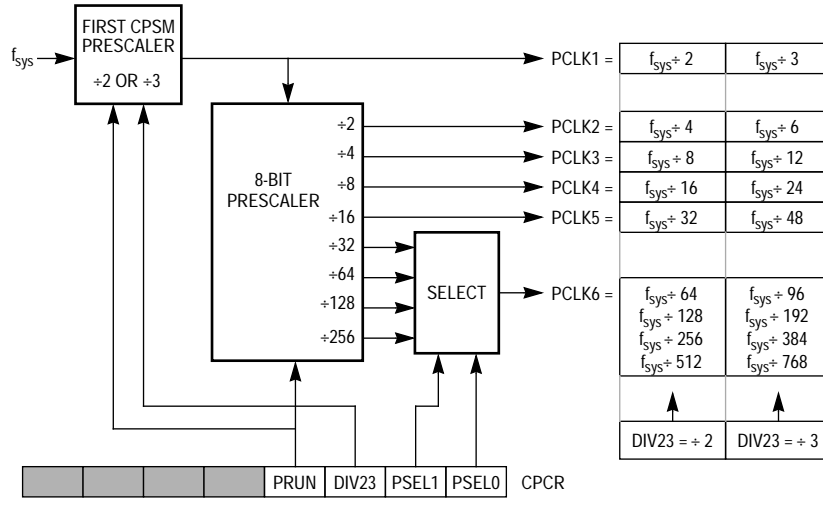 FIRST CPSM
PRESCALER
÷2 OR ÷3
fsys
PCLK1 = fsys÷ 2 fsys÷ 3
8-BIT
PRESCALER
÷2 PCLK2 = fsys÷ 4 fsys÷ 6
÷4 PCLK3 = fsys÷ 8 fsys÷ 12
÷8 PCLK4 = fsys÷ 16 fsys÷ 24
÷16 PCLK5 = fsys÷ 32 fsys÷ 48
÷32
÷64
÷128
÷256
SELECT
PCLK6 = fsys÷ 64 fsys÷ 96
fsys÷ 128 fsys÷ 192
fsys÷ 256 fsys÷ 384
fsys÷ 512 fsys÷ 768
DIV23 = ÷ 2 DIV23 = ÷ 3
PRUN DIV23 PSEL1 PSEL0 CPCR